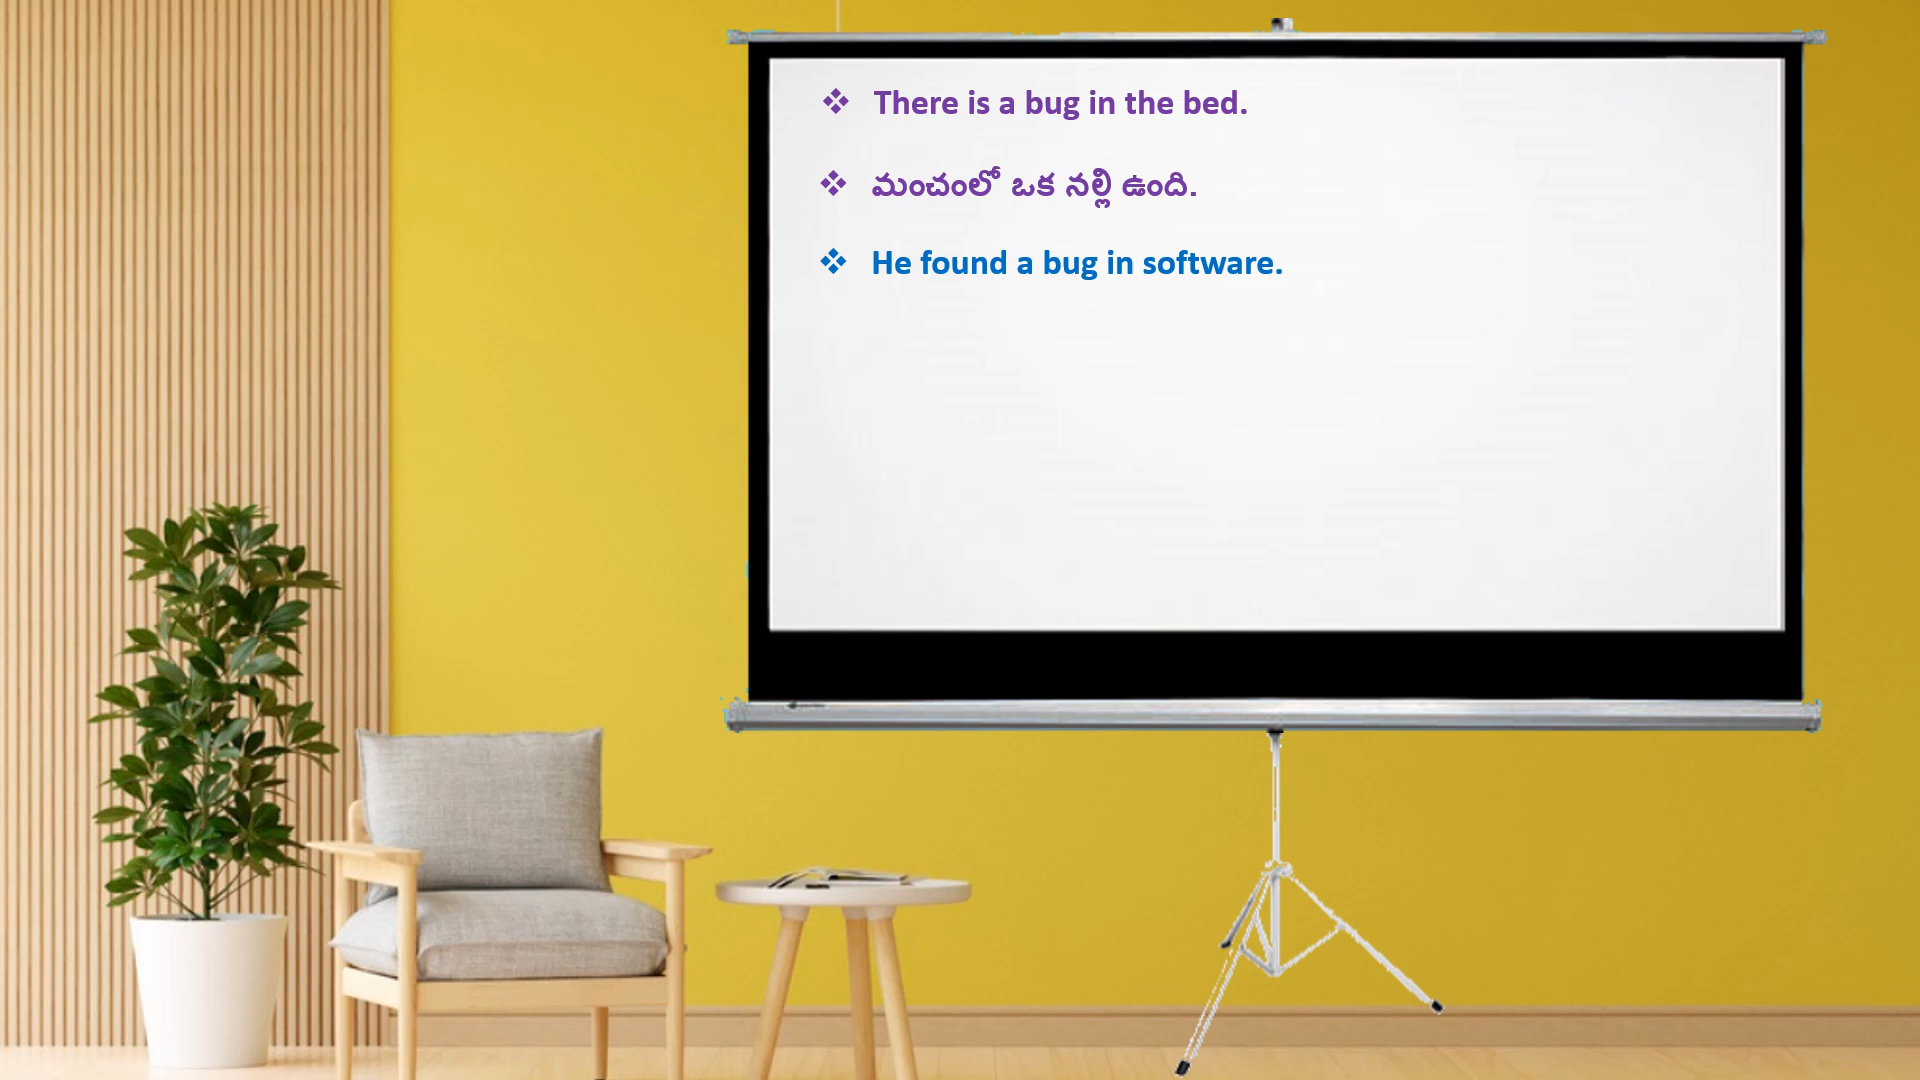 There is a bug in the bed.
మంచంలో ఒక నల్లి ఉంది.
He found a bug in software.